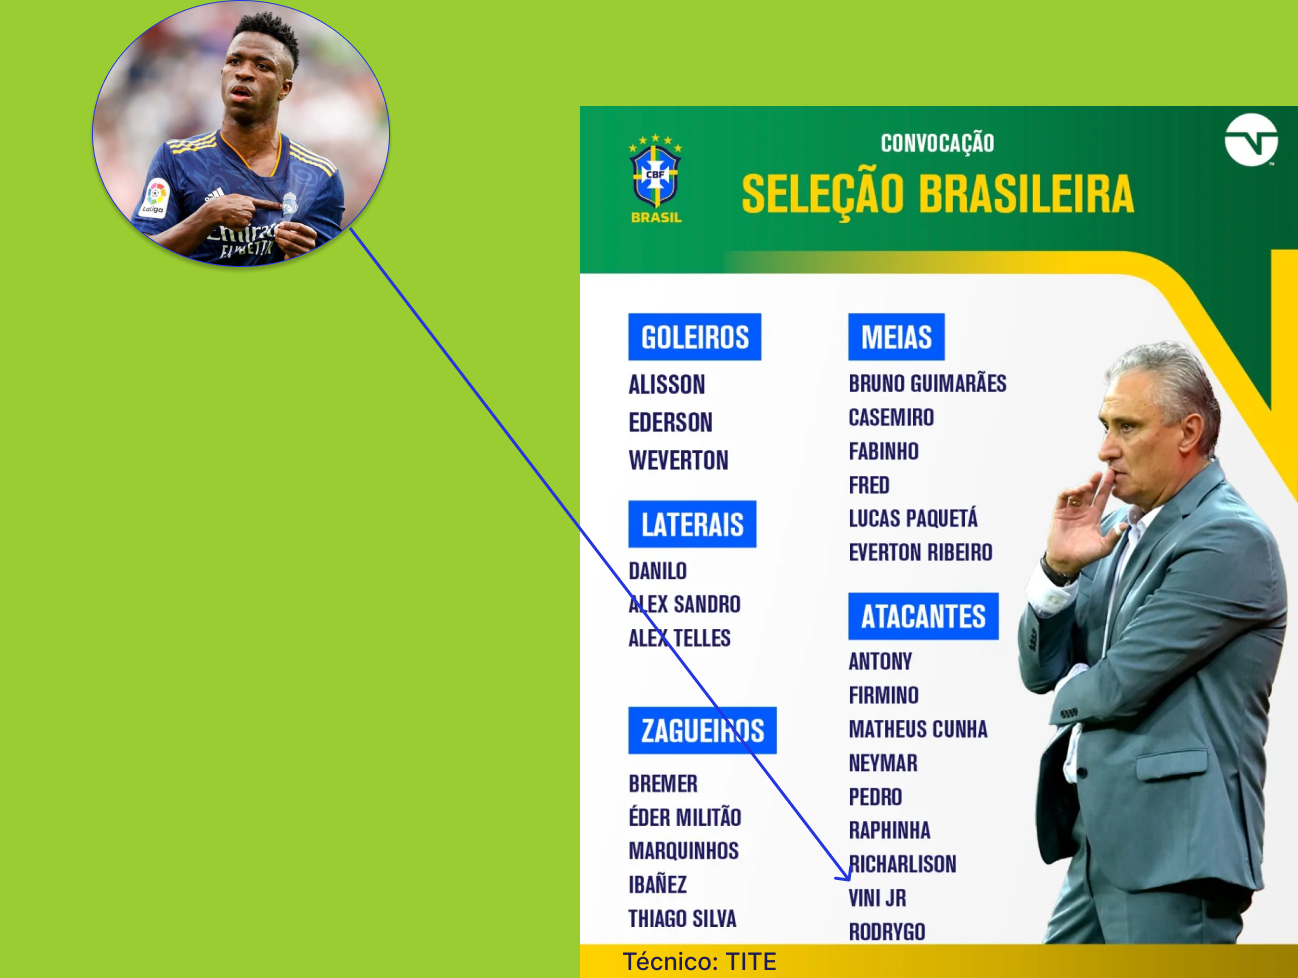 LaLiga
Emirates
CONVOCAÇÃO
SELEÇÃO BRASILEIRA
CBF
BRASIL
GOLEIROS
ALISSON
EDERSON
WEVERTON
LATERAIS
DANILO
ALEX SANDRO
ALEX TELLES
ZAGUEIROS
BREMER
ÉDER MILITÃO
MARQUINHOS
IBAÑEZ
THIAGO SILVA
MEIAS
BRUNO GUIMARÃES
CASEMIRO
FABINHO
FRED
LUCAS PAQUETÁ
EVERTON RIBEIRO
ATACANTES
ANTONY
FIRMINO
MATHEUS CUNHA
NEYMAR
PEDRO
RAPHINHA
RICHARLISON
VINI JR
RODRYGO
Técnico: TITE